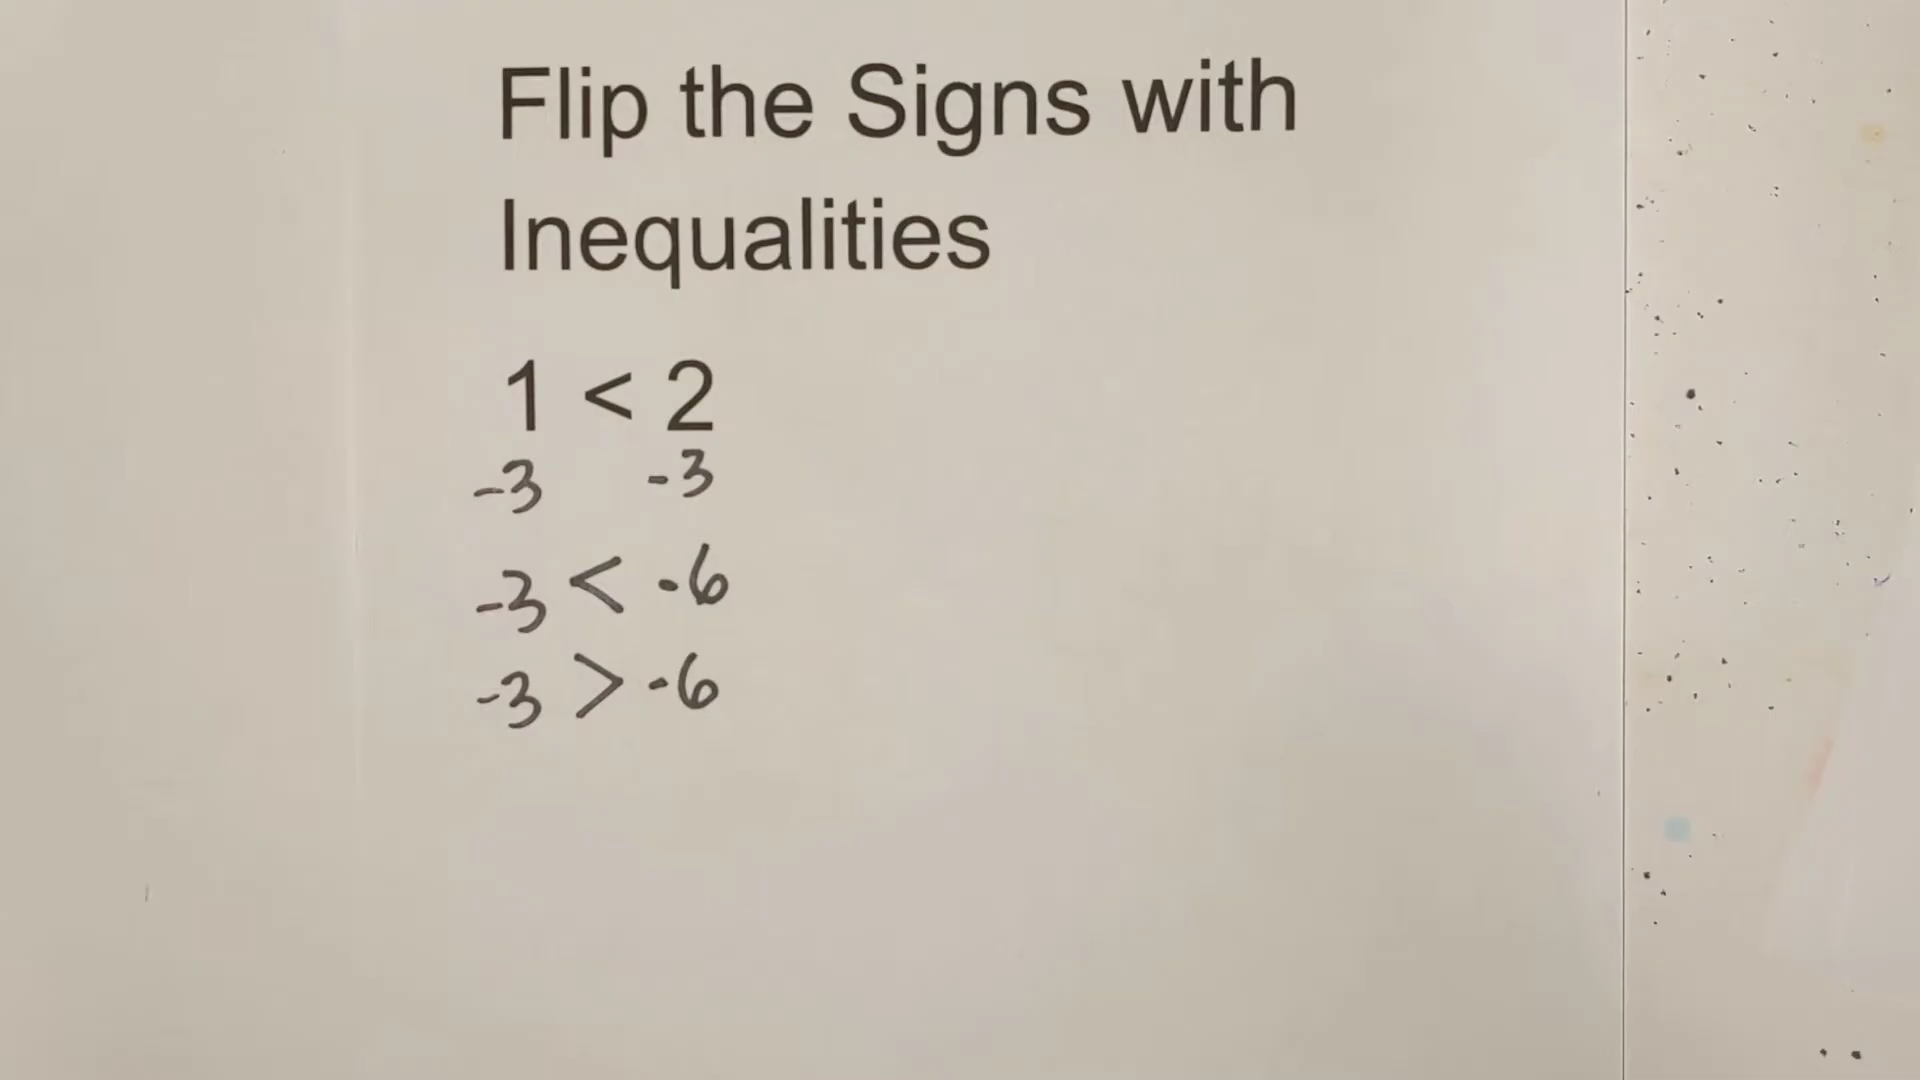 Flip the Signs with
Inequalities
1 < 2
-3 -3
-3 < -6
-3 > -6